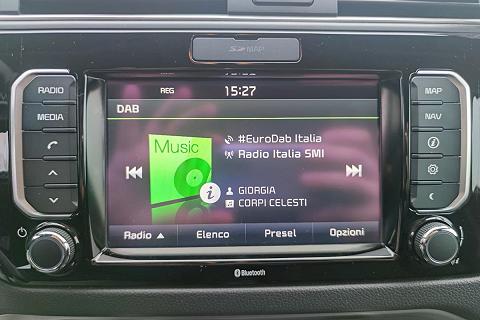 SD MAP
RADIO
MEDIA
REG 15:27
DAB
Music
#EuroDab Italia
Radio Italia SMI
i
GIORGIA
CORPI CELESTI
Radio ▲ Elenco Presel Opzioni
MAP
NAV
i
Bluetooth